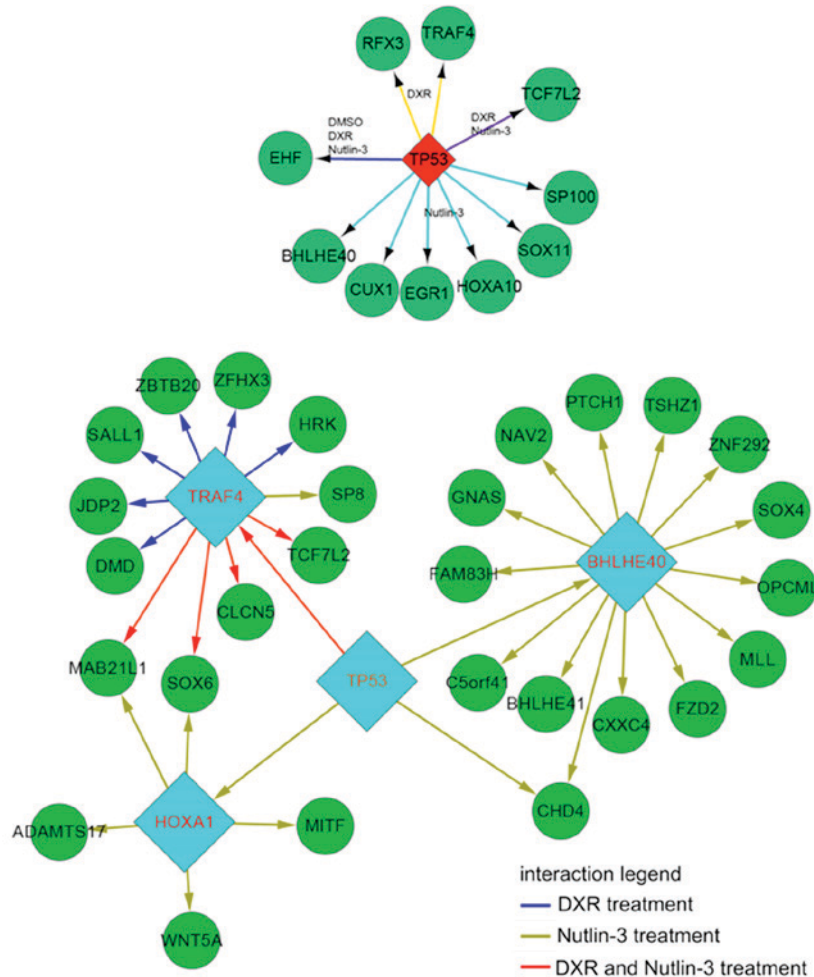 TRAF4
RFX3
DXR
TCF7L2
DMSO
DXR
Nutlin-3
DXR
Nutlin-3
EHF
TP53
SP100
Nutlin-3
SOX11
BHLHE40
CUX1
EGR1
HOXA10
ZBTB20
ZFHX3
HRK
SALL1
TRAF4
SP8
JDP2
TCF7L2
DMD
CLCN5
MAB21L1
SOX6
TP53
PTCH1
TSHZ1
NAV2
ZNF292
GNAS
SOX4
BHLHE40
FAM83H
OPCML
MLL
C5orf41
BHLHE41
CXXC4
FZD2
CHD4
HOXA1
ADAMTS17
MITF
WNT5A
interaction legend
DXR treatment
Nutlin-3 treatment
DXR and Nutlin-3 treatment